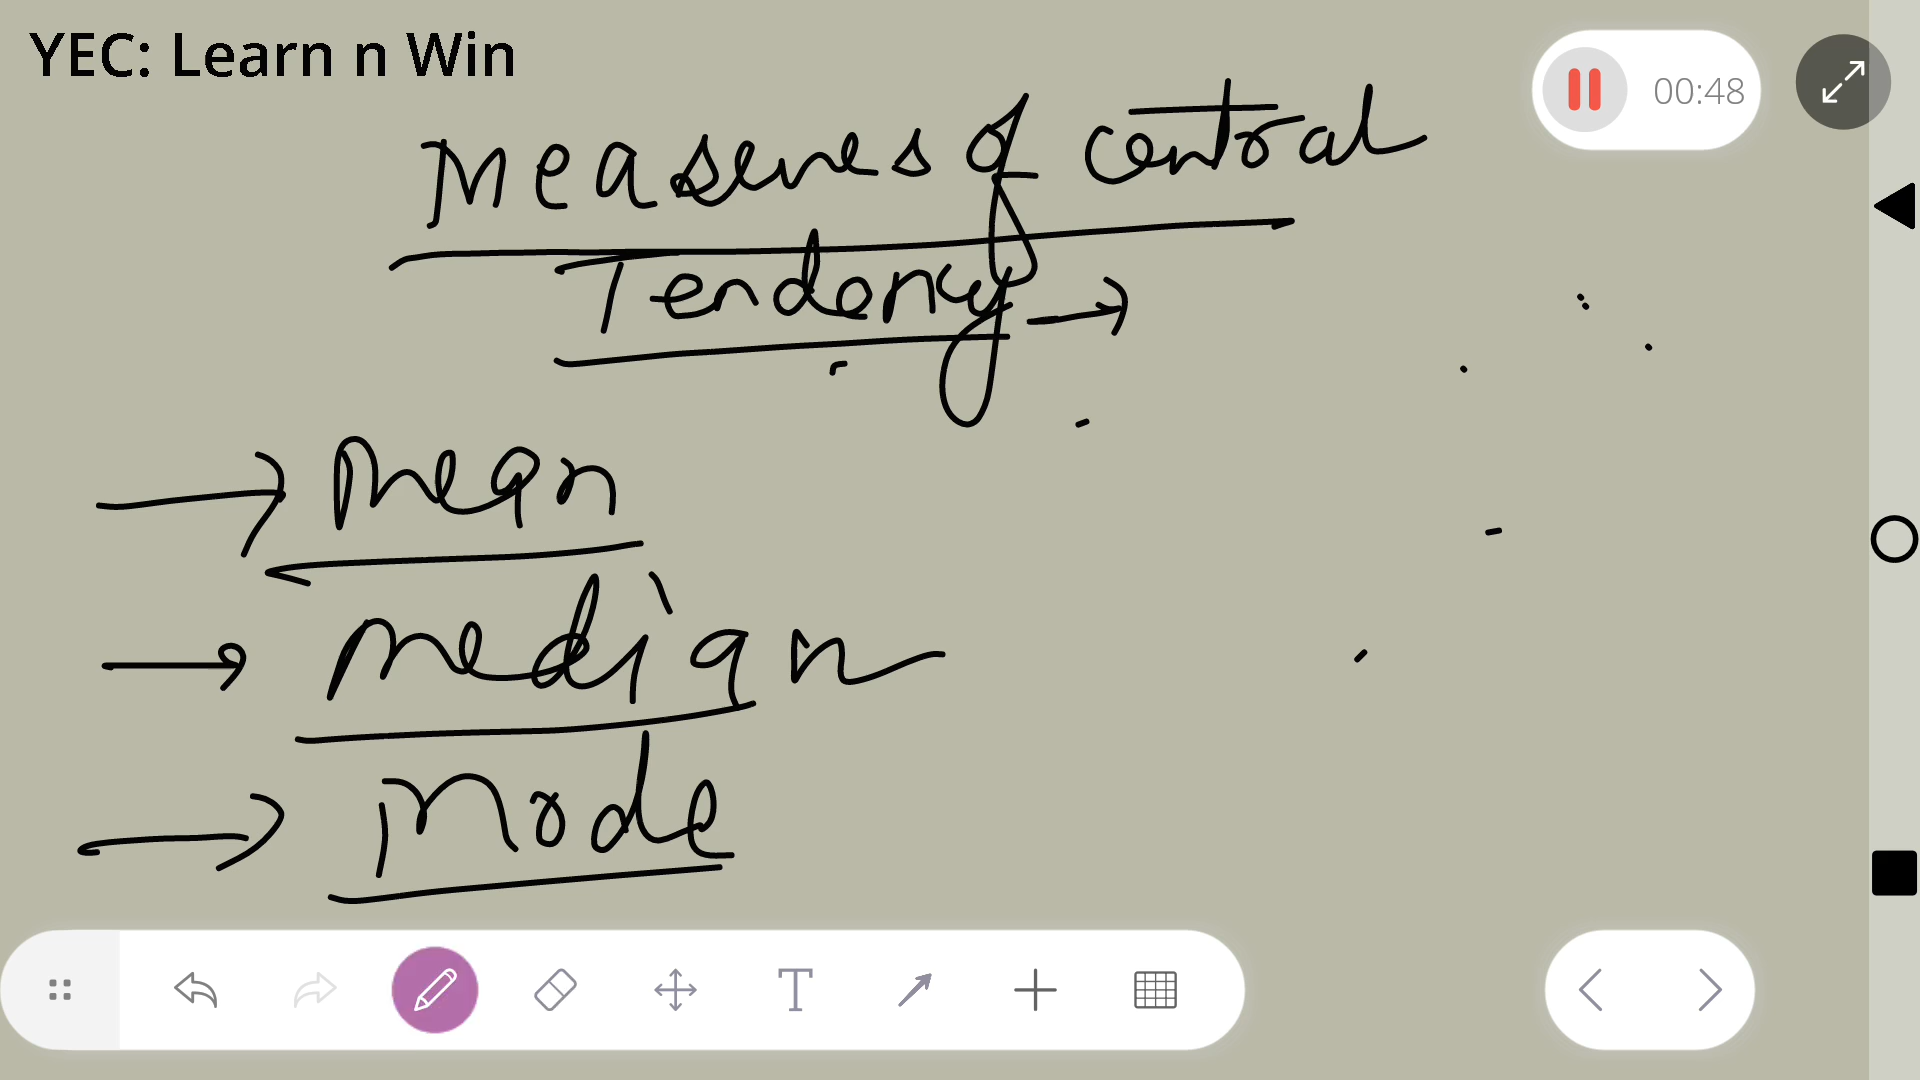 YEC: Learn n Win
00:48
Measures of central
Tendency →
→ mean
→ median
→ mode
T